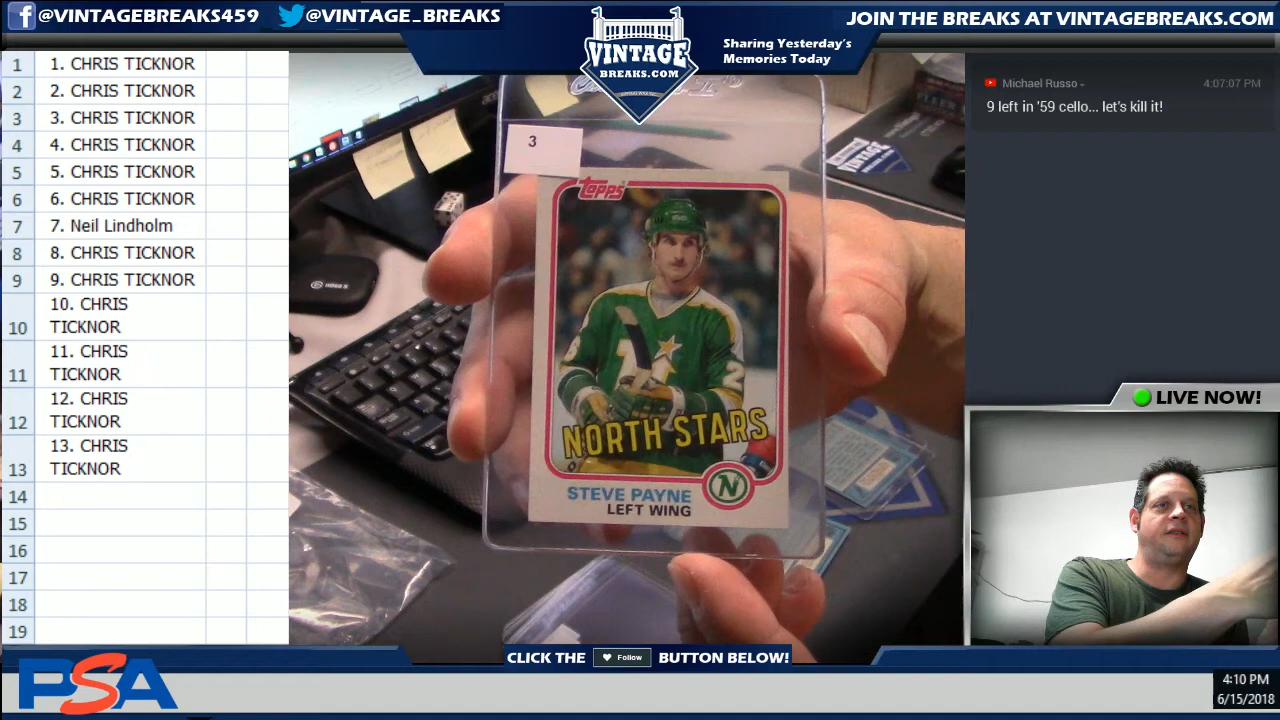 @VINTAGEBREAKS459
@VINTAGE_BREAKS
VINTAGE
BREAKS.COM
Sharing Yesterday's
Memories Today
JOIN THE BREAKS AT VINTAGEBREAKS.COM
1 1. CHRIS TICKNOR
2 2. CHRIS TICKNOR
3 3. CHRIS TICKNOR
4 4. CHRIS TICKNOR
5 5. CHRIS TICKNOR
6 6. CHRIS TICKNOR
7 7. Neil Lindholm
8 8. CHRIS TICKNOR
9 9. CHRIS TICKNOR
10. CHRIS
10 TICKNOR
11. CHRIS
11 TICKNOR
12. CHRIS
12 TICKNOR
13. CHRIS
13 TICKNOR
14
15
16
17
18
19
3
Topps
NORTH STARS
N
STEVE PAYNE
LEFT WING
VINTAGE
Michael Russo
4:07:07 PM
9 left in '59 cello... let's kill it!
LIVE NOW!
CLICK THE Follow BUTTON BELOW!
PSA
4:10 PM
6/15/2018